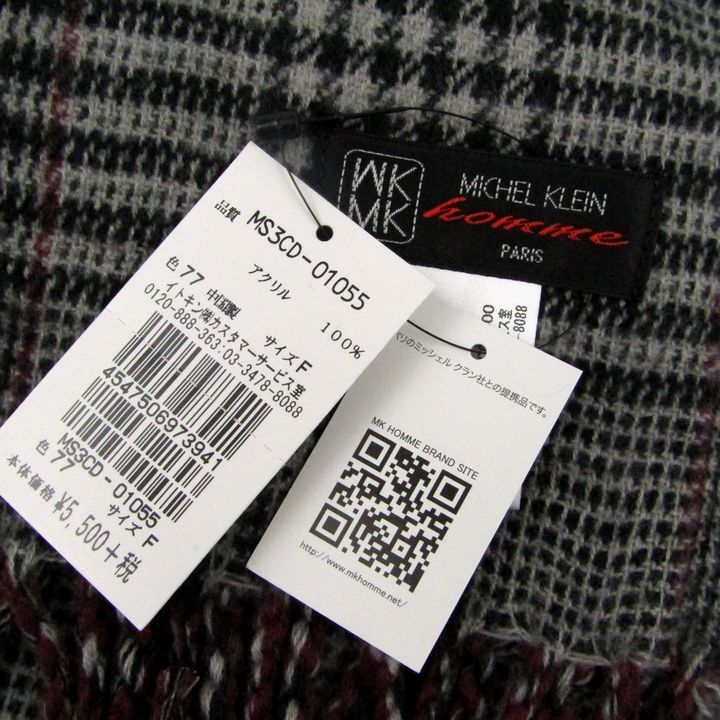 MK
MK
MICHEL KLEIN
homme
PARIS
品質 MS3CD-01055
アクリル 100%
色 77 中国製 サイズ F
イトキン㈱カスタマーサービス室
0120-888-363:03-3478-8088
4547506973941
MS3CD-01055
色 77 サイズ F
本体価格 ¥5,500+税
00
ス室
-8088
リのミッシェル クラン社との提携品です。
MK HOMME BRAND SITE
http://www.mkhomme.net/